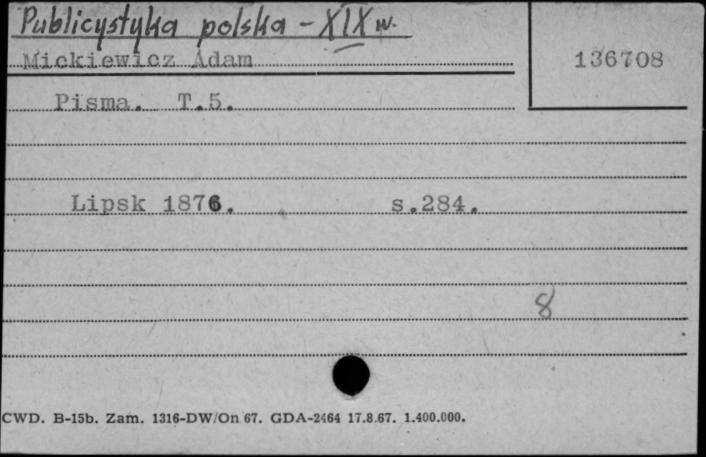 Publicystyka polska - XIX w.
Mickiewicz Adam
136708
Pisma. T.5.
Lipsk 1876. s.284.
8
CWD. B-15b. Zam. 1316-DW/On 67. GDA-2464 17.8.67. 1.400.000.